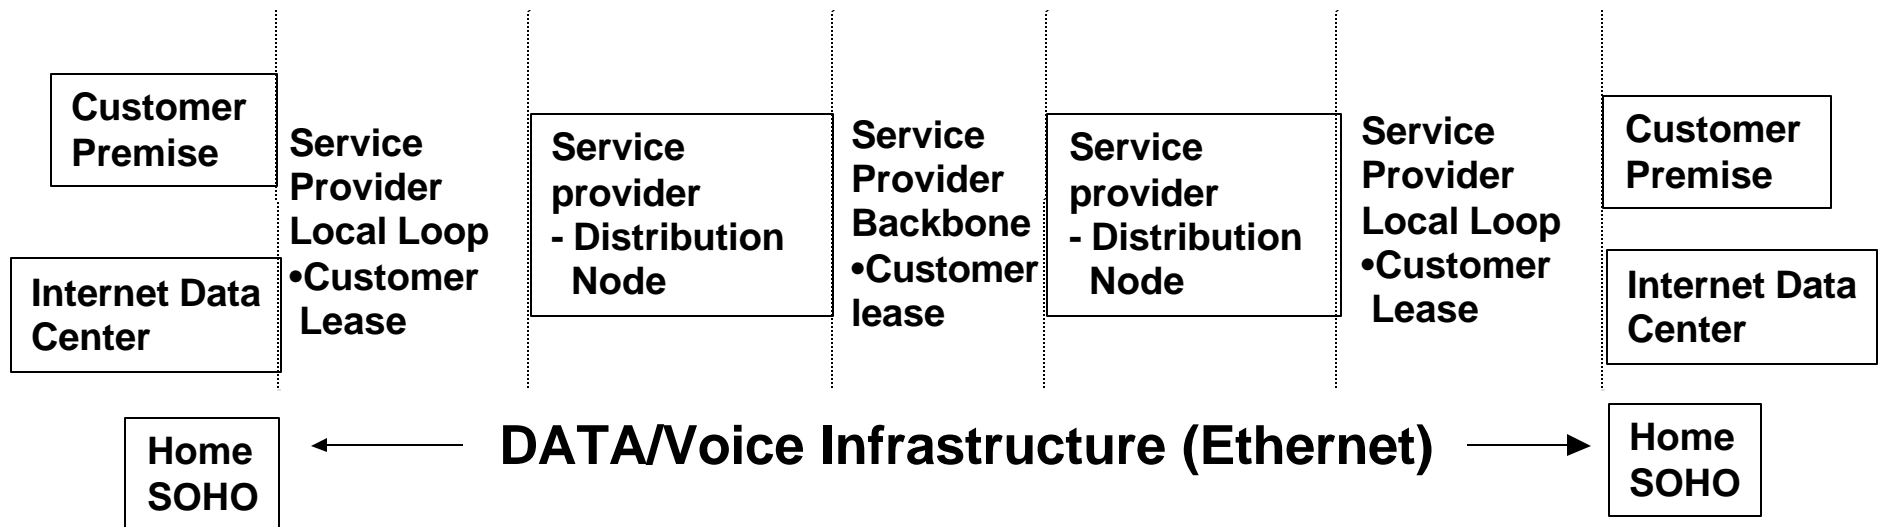 Customer
Premise
Internet Data
Center
Home
SOHO
Service
Provider
Local Loop
•Customer
Lease
Service
provider
- Distribution
Node
Service
Provider
Backbone
•Customer
lease
Service
provider
- Distribution
Node
Service
Provider
Local Loop
•Customer
Lease
Customer
Premise
Internet Data
Center
Home
SOHO
DATA/Voice Infrastructure (Ethernet)